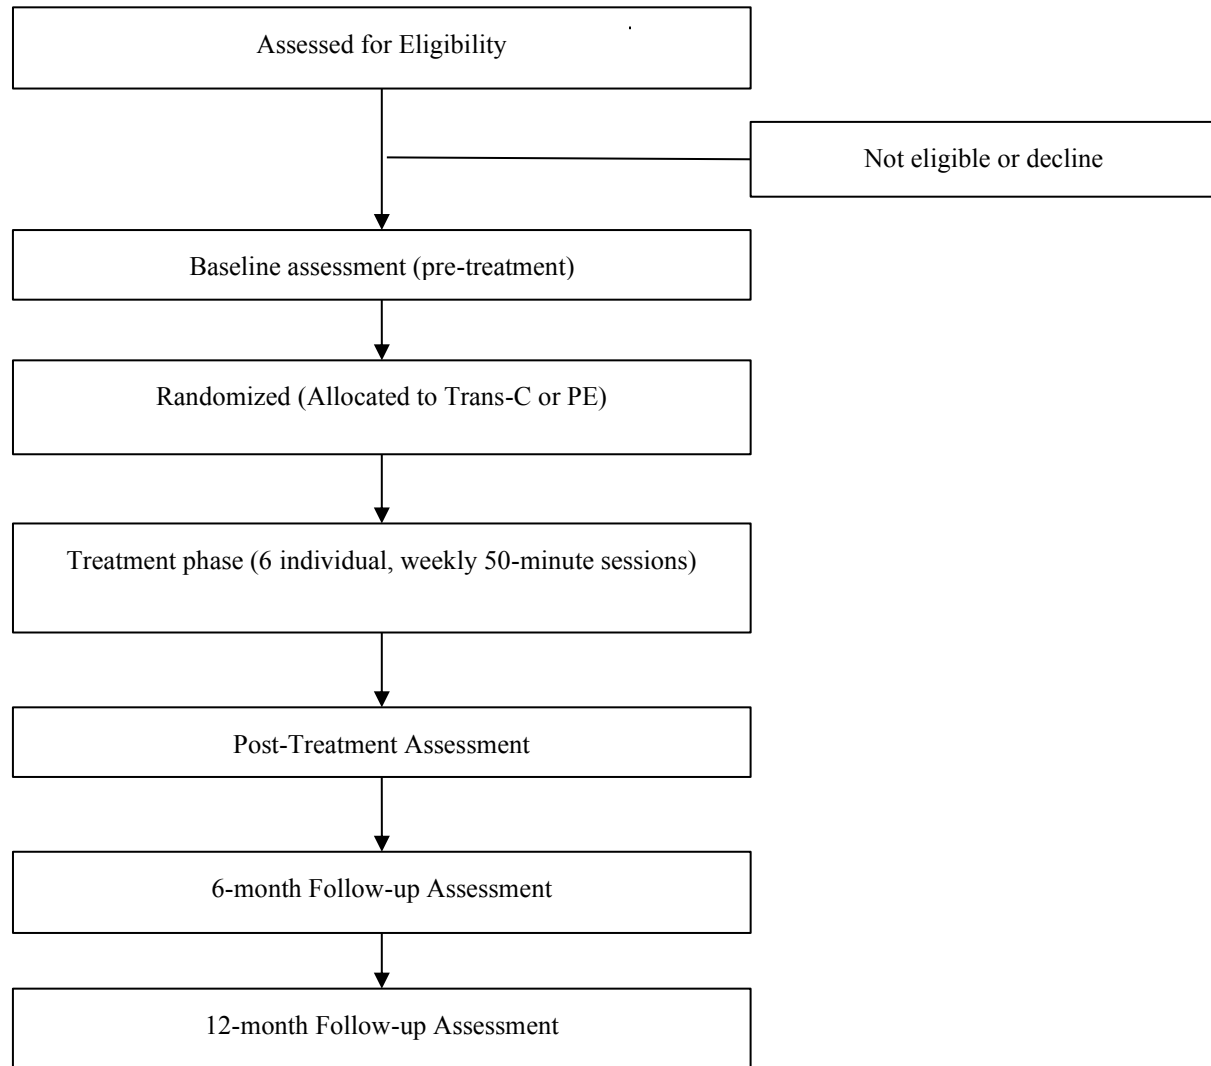 Assessed for Eligibility
Not eligible or decline
Baseline assessment (pre-treatment)
Randomized (Allocated to Trans-C or PE)
Treatment phase (6 individual, weekly 50-minute sessions)
Post-Treatment Assessment
6-month Follow-up Assessment
12-month Follow-up Assessment